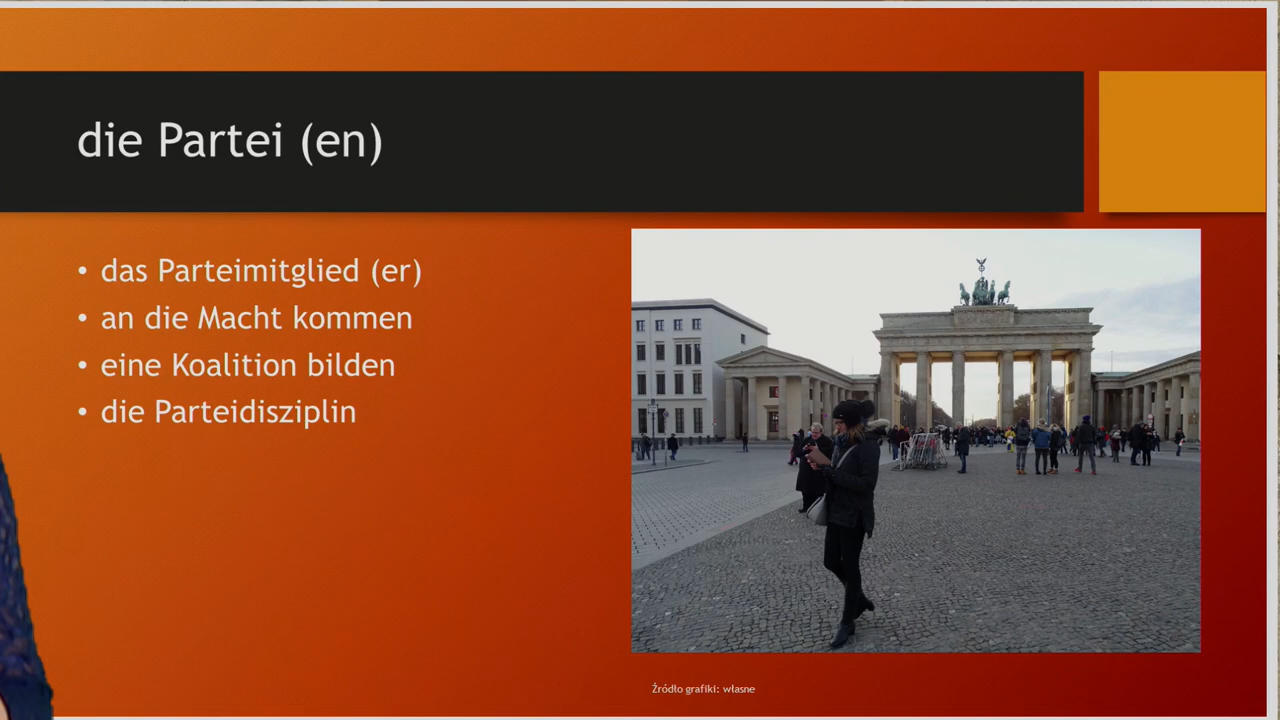 die Partei (en)
• das Parteimitglied (er)
• an die Macht kommen
• eine Koalition bilden
• die Parteidisziplin
Źródło grafiki: własne